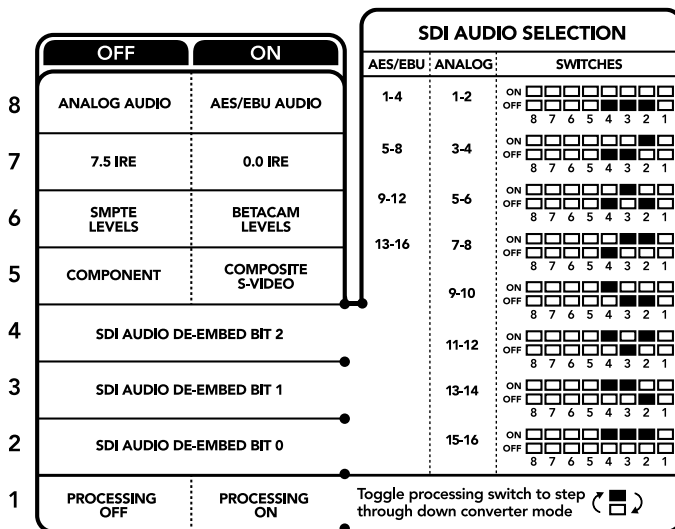 OFF ON
8 ANALOG AUDIO AES/EBU AUDIO
7 7.5 IRE 0.0 IRE
6 SMPTE LEVELS BETACAM LEVELS
5 COMPONENT COMPOSITE S-VIDEO
4 SDI AUDIO DE-EMBED BIT 2
3 SDI AUDIO DE-EMBED BIT 1
2 SDI AUDIO DE-EMBED BIT 0
1 PROCESSING OFF PROCESSING ON
SDI AUDIO SELECTION
AES/EBU ANALOG SWITCHES
1-4 1-2 ON
OFF
8 7 6 5 4 3 2 1
5-8 3-4 ON
OFF
8 7 6 5 4 3 2 1
9-12 5-6 ON
OFF
8 7 6 5 4 3 2 1
13-16 7-8 ON
OFF
8 7 6 5 4 3 2 1
9-10 ON
OFF
8 7 6 5 4 3 2 1
11-12 ON
OFF
8 7 6 5 4 3 2 1
13-14 ON
OFF
8 7 6 5 4 3 2 1
15-16 ON
OFF
8 7 6 5 4 3 2 1
Toggle processing switch to step
through down converter mode